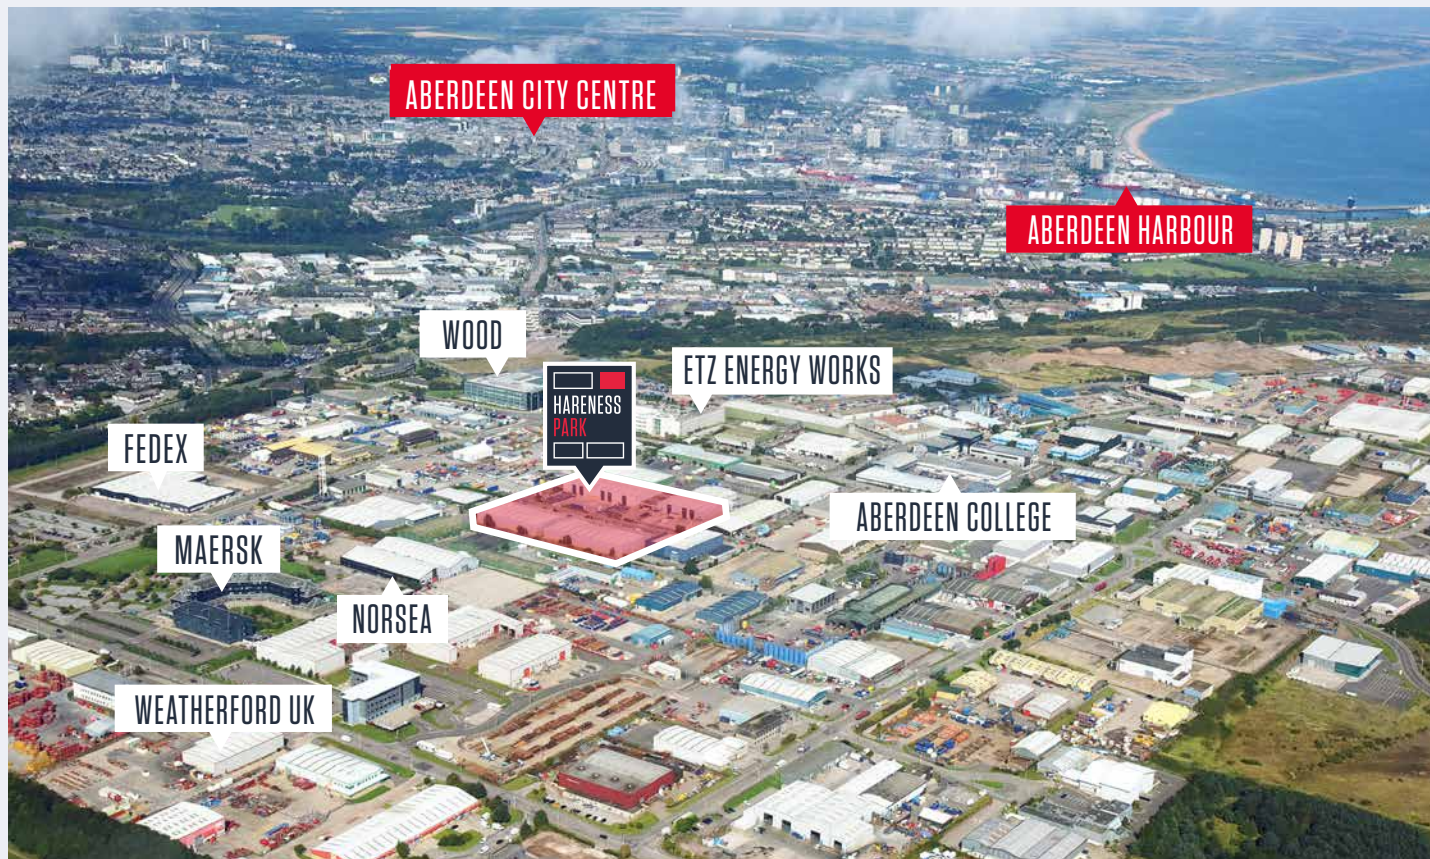 ABERDEEN CITY CENTRE
ABERDEEN HARBOUR
WOOD
ETZ ENERGY WORKS
HARENESS
PARK
FEDEX
ABERDEEN COLLEGE
MAERSK
NORSEA
WEATHERFORD UK